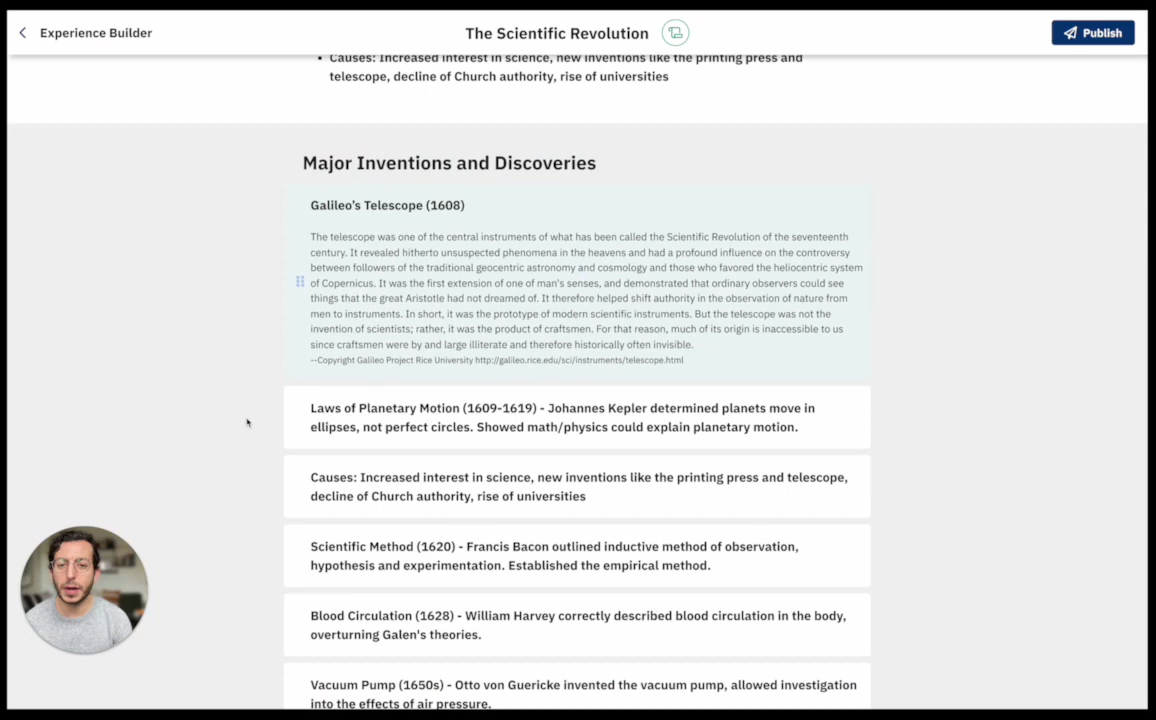 Experience Builder
The Scientific Revolution
Publish
• Causes: Increased interest in science, new inventions like the printing press and
telescope, decline of Church authority, rise of universities
Major Inventions and Discoveries
Galileo’s Telescope (1608)
The telescope was one of the central instruments of what has been called the Scientific Revolution of the seventeenth
century. It revealed hitherto unsuspected phenomena in the heavens and had a profound influence on the controversy
between followers of the traditional geocentric astronomy and cosmology and those who favored the heliocentric system
of Copernicus. It was the first extension of one of man's senses, and demonstrated that ordinary observers could see
things that the great Aristotle had not dreamed of. It therefore helped shift authority in the observation of nature from
men to instruments. In short, it was the prototype of modern scientific instruments. But the telescope was not the
invention of scientists; rather, it was the product of craftsmen. For that reason, much of its origin is inaccessible to us
since craftsmen were by and large illiterate and therefore historically often invisible.
--Copyright Galileo Project Rice University http://galileo.rice.edu/sci/instruments/telescope.html
Laws of Planetary Motion (1609-1619) - Johannes Kepler determined planets move in
ellipses, not perfect circles. Showed math/physics could explain planetary motion.
Causes: Increased interest in science, new inventions like the printing press and telescope,
decline of Church authority, rise of universities
Scientific Method (1620) - Francis Bacon outlined inductive method of observation,
hypothesis and experimentation. Established the empirical method.
Blood Circulation (1628) - William Harvey correctly described blood circulation in the body,
overturning Galen's theories.
Vacuum Pump (1650s) - Otto von Guericke invented the vacuum pump, allowed investigation
into the effects of air pressure.